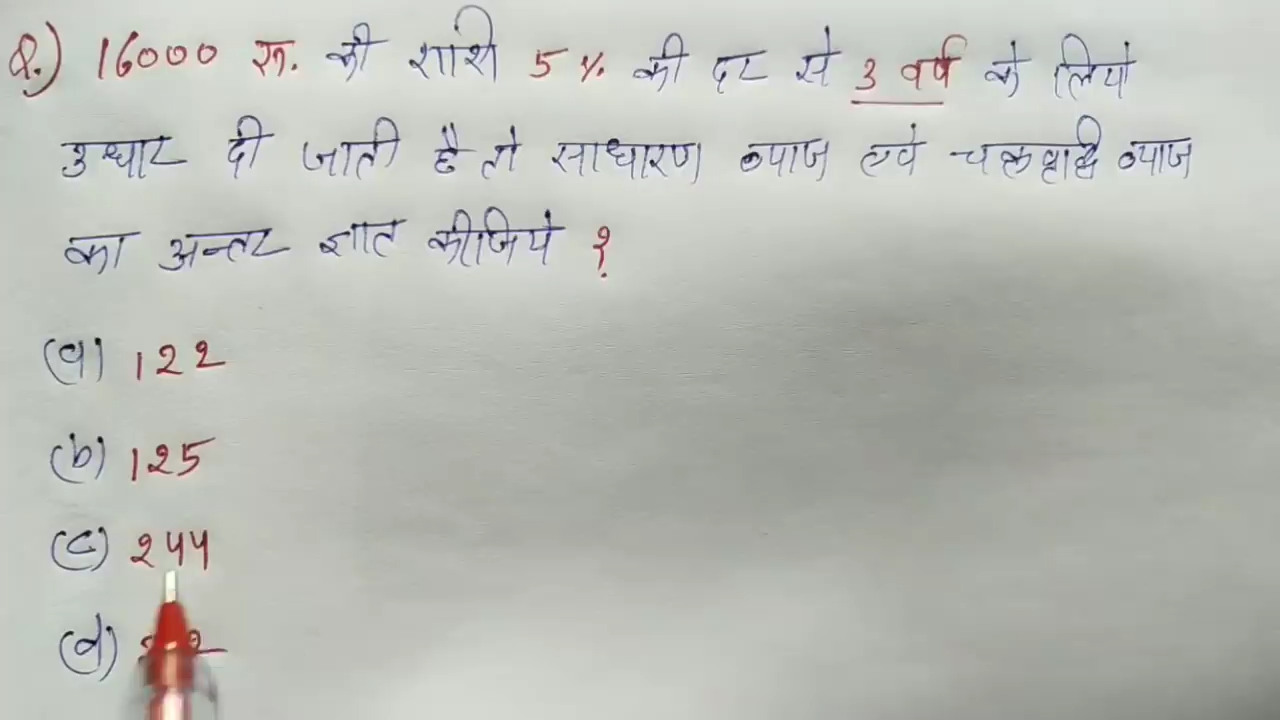 Q.) 16000 रू. की राशि 5 % की दर से 3 वर्ष के लिये
उधार दी जाती है तो साधारण ब्याज एवं चक्रवृद्धि ब्याज
का अन्तर ज्ञात कीजिये ?
(a) 122
(b) 125
(c) 244
(d)